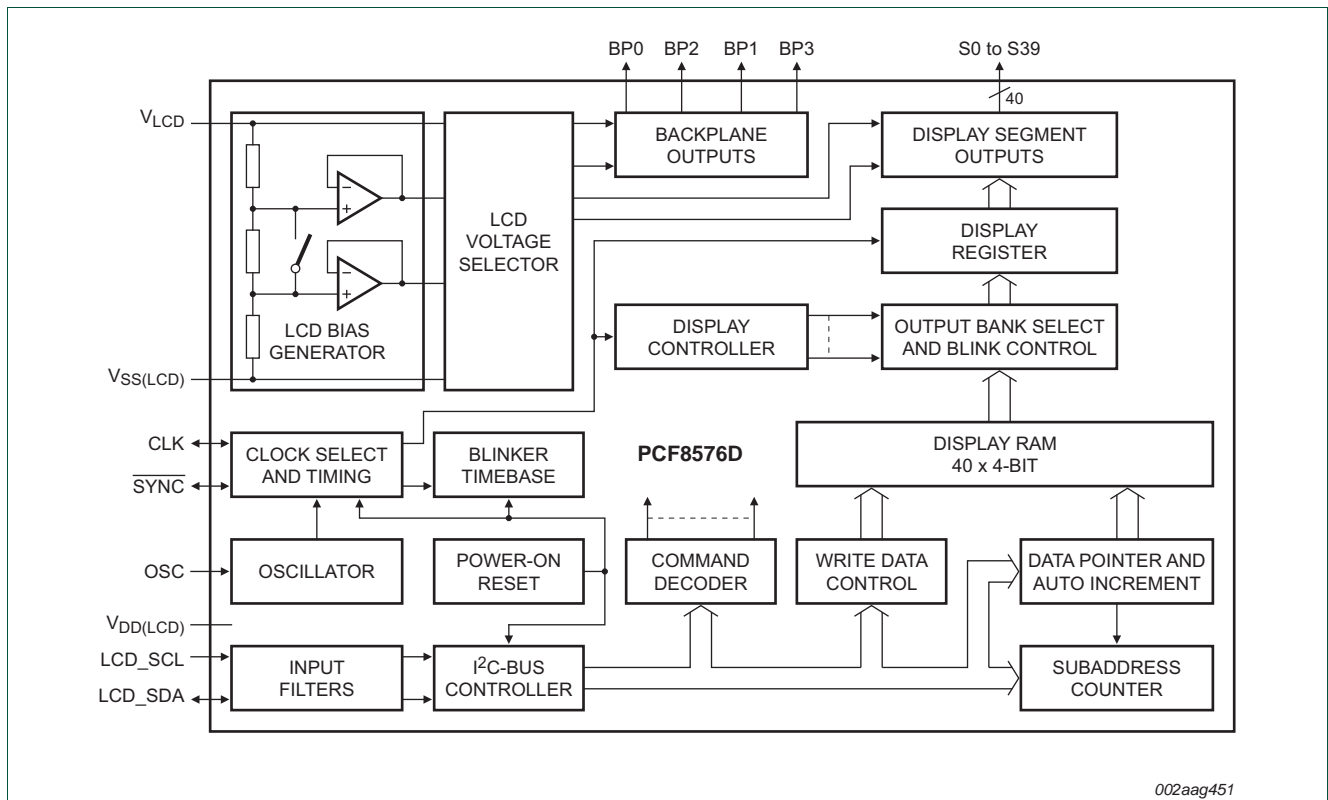 BP0 BP2 BP1 BP3 S0 to S39
40
VLCD
BACKPLANE
OUTPUTS
DISPLAY SEGMENT
OUTPUTS
LCD
VOLTAGE
SELECTOR
DISPLAY
REGISTER
LCD BIAS
GENERATOR
DISPLAY
CONTROLLER
OUTPUT BANK SELECT
AND BLINK CONTROL
VSS(LCD)
CLK
SYNC
CLOCK SELECT
AND TIMING
BLINKER
TIMEBASE
PCF8576D
DISPLAY RAM
40 x 4-BIT
OSC
OSCILLATOR
POWER-ON
RESET
COMMAND
DECODER
WRITE DATA
CONTROL
DATA POINTER AND
AUTO INCREMENT
VDD(LCD)
LCD_SCL
LCD_SDA
INPUT
FILTERS
I²C-BUS
CONTROLLER
SUBADDRESS
COUNTER
002aag451